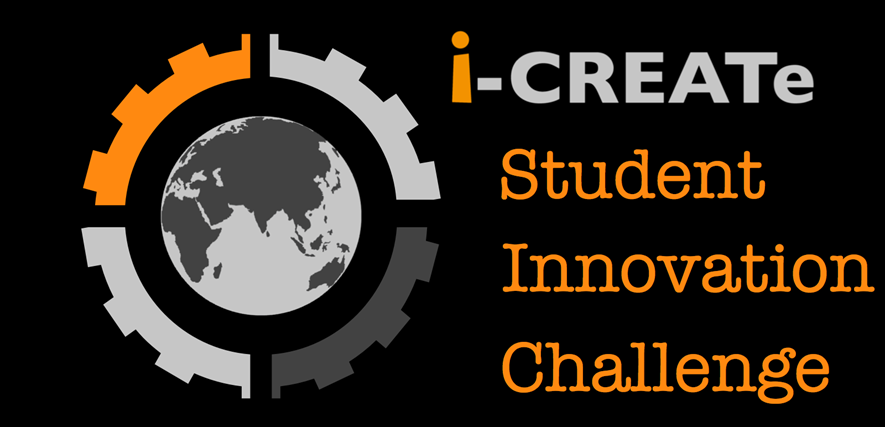 i-CREATe
Student
Innovation
Challenge